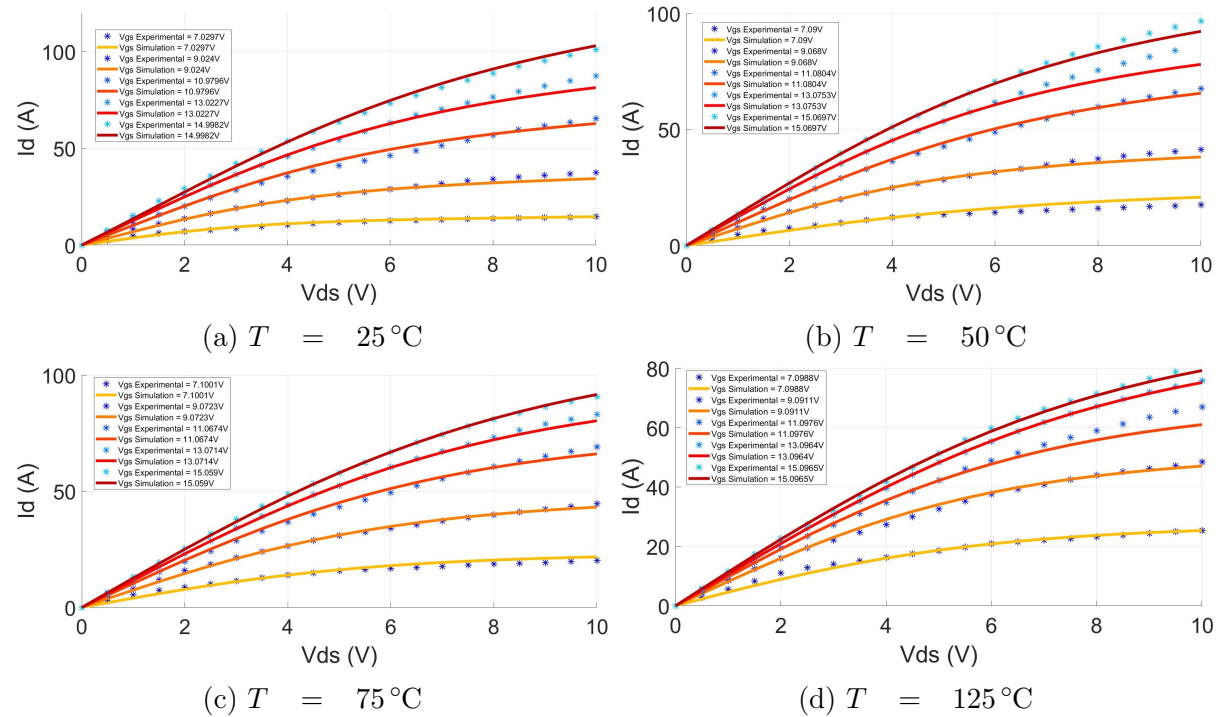 100
50
0
Id (A)
Vgs Experimental = 7.0297V
Vgs Simulation = 7.0297V
Vgs Experimental = 9.024V
Vgs Simulation = 9.024V
Vgs Experimental = 10.9796V
Vgs Simulation = 10.9796V
Vgs Experimental = 13.0227V
Vgs Simulation = 13.0227V
Vgs Experimental = 14.9982V
Vgs Simulation = 14.9982V
0 2 4 6 8 10
Vds (V)
(a) T = 25 °C
100
50
0
Id (A)
Vgs Experimental = 7.09V
Vgs Simulation = 7.09V
Vgs Experimental = 9.068V
Vgs Simulation = 9.068V
Vgs Experimental = 11.0804V
Vgs Simulation = 11.0804V
Vgs Experimental = 13.0753V
Vgs Simulation = 13.0753V
Vgs Experimental = 15.0697V
Vgs Simulation = 15.0697V
0 2 4 6 8 10
Vds (V)
(b) T = 50 °C
100
50
0
Id (A)
Vgs Experimental = 7.1001V
Vgs Simulation = 7.1001V
Vgs Experimental = 9.0723V
Vgs Simulation = 9.0723V
Vgs Experimental = 11.0674V
Vgs Simulation = 11.0674V
Vgs Experimental = 13.0714V
Vgs Simulation = 13.0714V
Vgs Experimental = 15.059V
Vgs Simulation = 15.059V
0 2 4 6 8 10
Vds (V)
(c) T = 75 °C
80
60
40
20
0
Id (A)
Vgs Experimental = 7.0988V
Vgs Simulation = 7.0988V
Vgs Experimental = 9.0911V
Vgs Simulation = 9.0911V
Vgs Experimental = 11.0976V
Vgs Simulation = 11.0976V
Vgs Experimental = 13.0964V
Vgs Simulation = 13.0964V
Vgs Experimental = 15.0965V
Vgs Simulation = 15.0965V
0 2 4 6 8 10
Vds (V)
(d) T = 125 °C